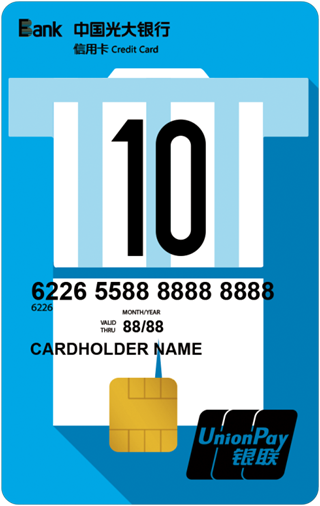 Bank 中国光大银行
信用卡 Credit Card
10
6226 5588 8888 8888
6226
MONTH/YEAR
VALID THRU 88/88
CARDHOLDER NAME
UnionPay
银联